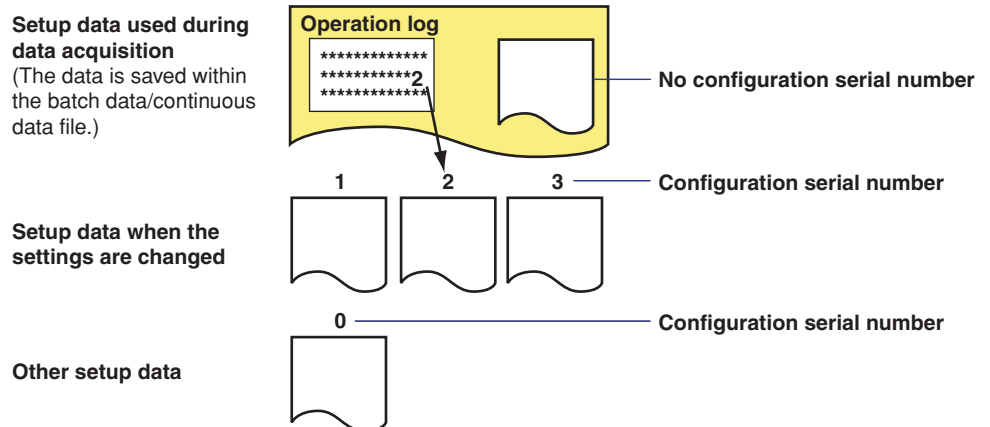 Setup data used during
data acquisition
(The data is saved within
the batch data/continuous
data file.)
Operation log
*************
***********2
*************
No configuration serial number
1 2 3
Configuration serial number
Setup data when the
settings are changed
0
Configuration serial number
Other setup data